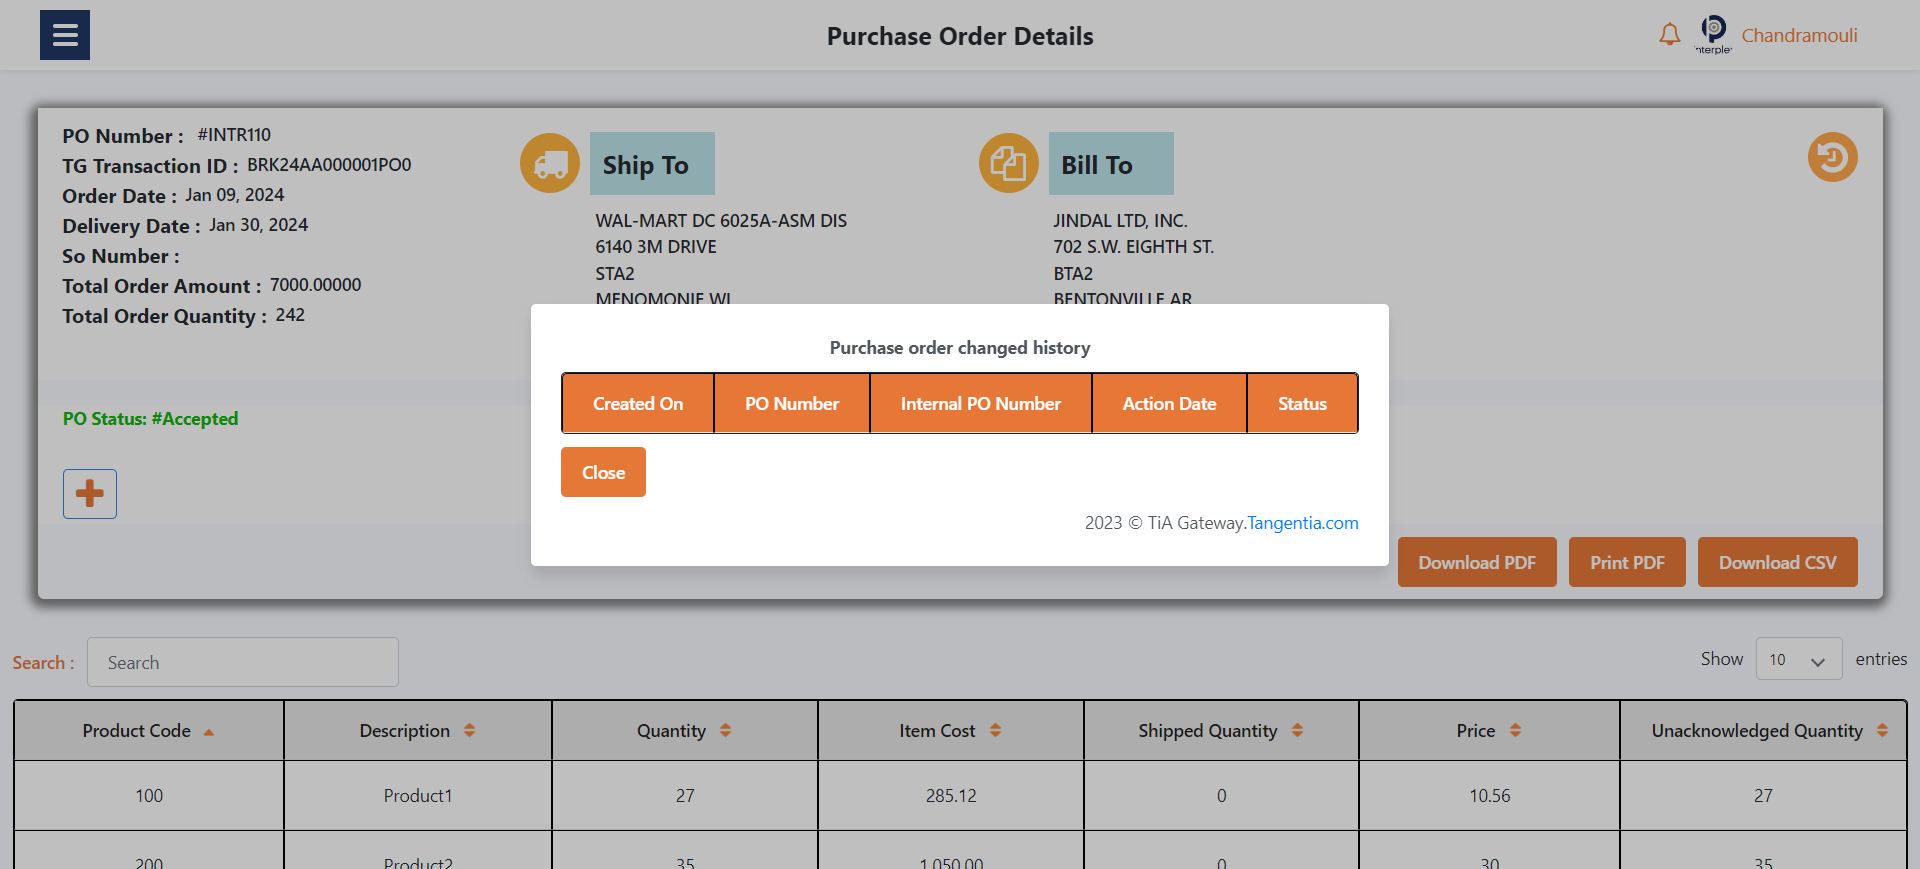 Purchase Order Details
nterple
Chandramouli
PO Number : #INTR110
TG Transaction ID : BRK24AA000001PO0
Order Date : Jan 09, 2024
Delivery Date : Jan 30, 2024
So Number :
Total Order Amount : 7000.00000
Total Order Quantity : 242
Ship To
WAL-MART DC 6025A-ASM DIS
6140 3M DRIVE
STA2
MENOMONIE WI
Bill To
JINDAL LTD, INC.
702 S.W. EIGHTH ST.
BTA2
BENTONVILLE AR
PO Status: #Accepted
Purchase order changed history
Created On PO Number Internal PO Number Action Date Status
Close
2023 © TiA Gateway.Tangentia.com
Download PDF Print PDF Download CSV
Search : Search
Show 10 entries
Product Code Description Quantity Item Cost Shipped Quantity Price Unacknowledged Quantity
100 Product1 27 285.12 0 10.56 27
200 Product2 35 1,050.00 0 30 35